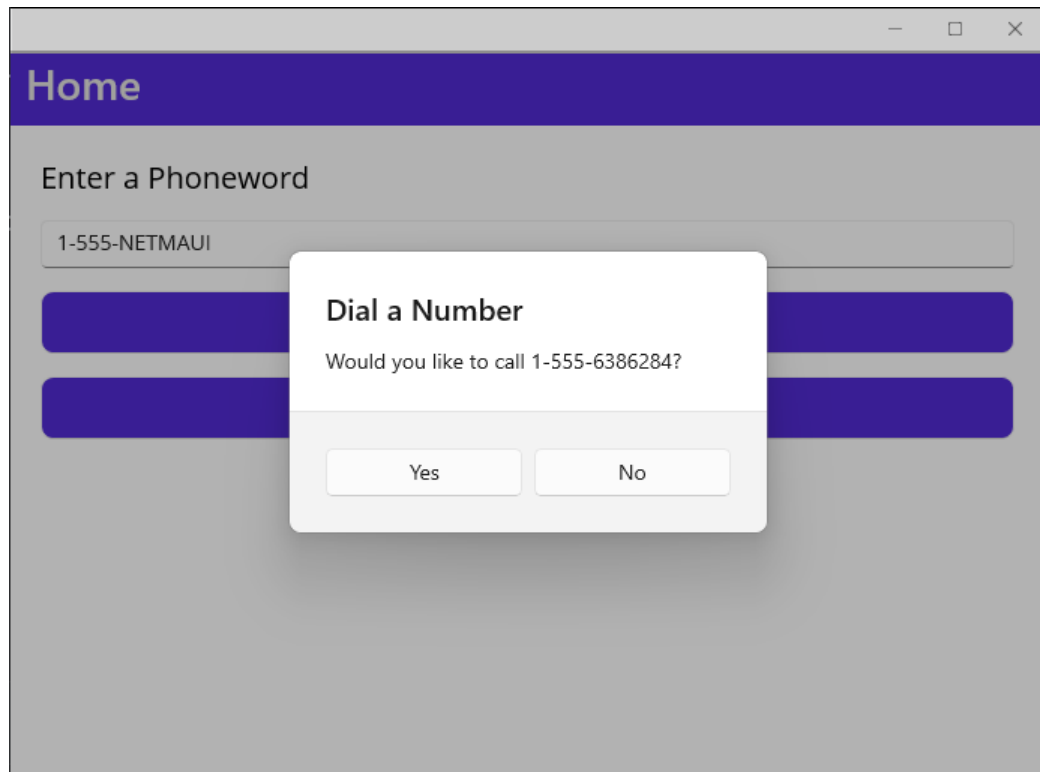 Home
Enter a Phoneword
1-555-NETMAUI
Dial a Number
Would you like to call 1-555-6386284?
Yes
No